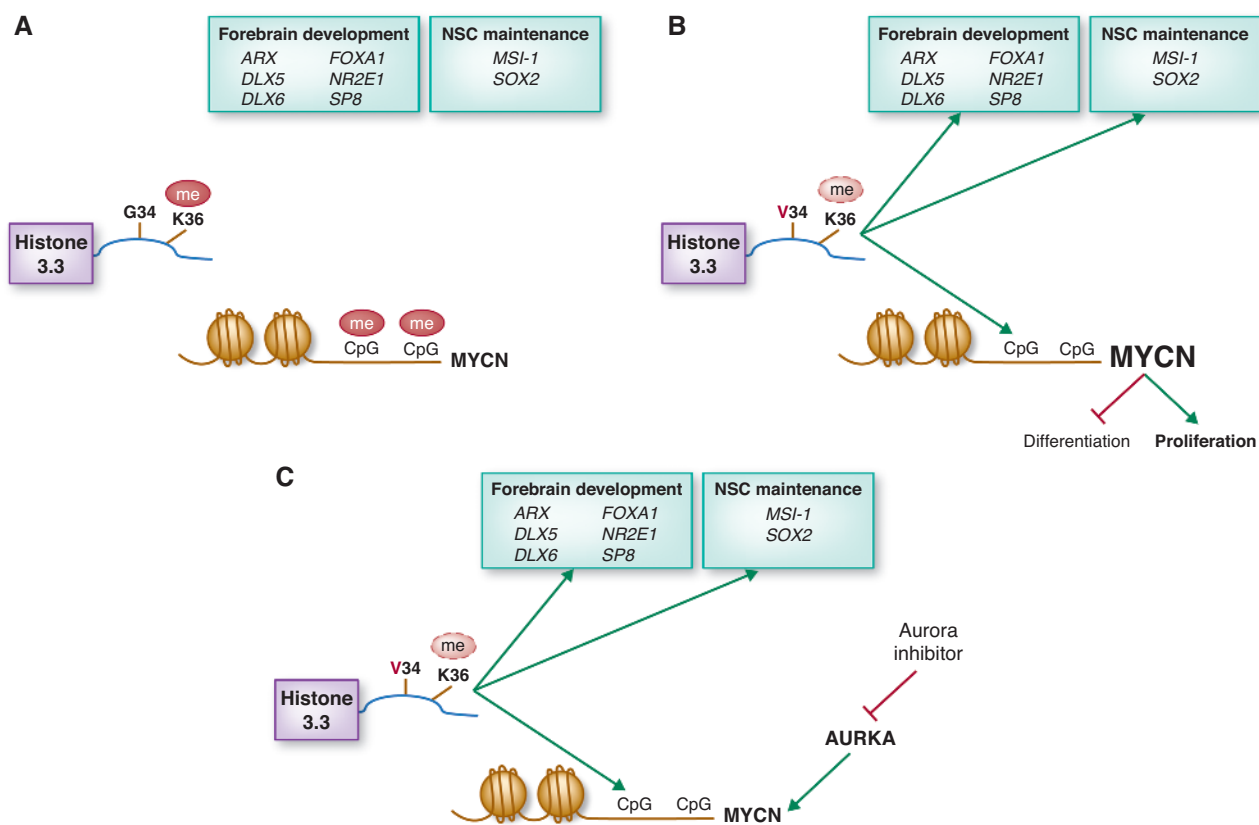 A
Forebrain development
ARX FOXA1
DLX5 NR2E1
DLX6 SP8
NSC maintenance
MSI-1
SOX2
me
G34
K36
Histone
3.3
me me
CpG CpG
MYCN
B
Forebrain development
ARX FOXA1
DLX5 NR2E1
DLX6 SP8
NSC maintenance
MSI-1
SOX2
me
V34
K36
Histone
3.3
CpG CpG
MYCN
Differentiation Proliferation
C
Forebrain development
ARX FOXA1
DLX5 NR2E1
DLX6 SP8
NSC maintenance
MSI-1
SOX2
me
V34
K36
Histone
3.3
Aurora
inhibitor
AURKA
CpG CpG
MYCN